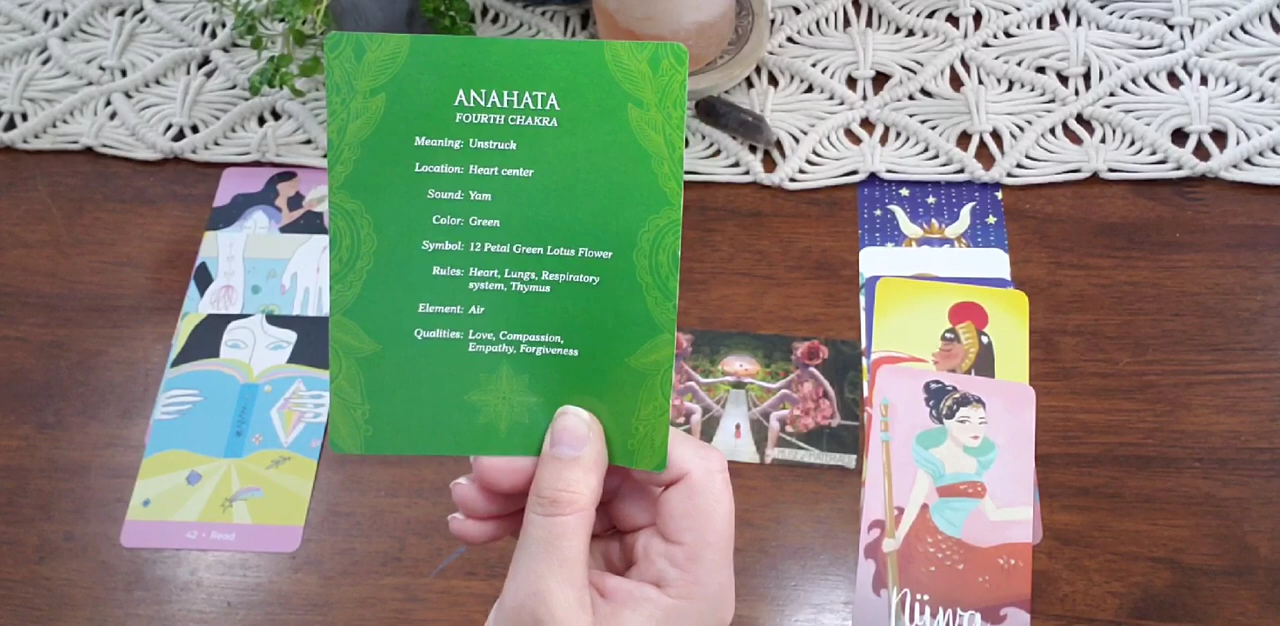 ANAHATA
FOURTH CHAKRA
Meaning: Unstruck
Location: Heart center
Sound: Yam
Color: Green
Symbol: 12 Petal Green Lotus Flower
Rules: Heart, Lungs, Respiratory
system, Thymus
Element: Air
Qualities: Love, Compassion,
Empathy, Forgiveness
42 • Read
Nüwa